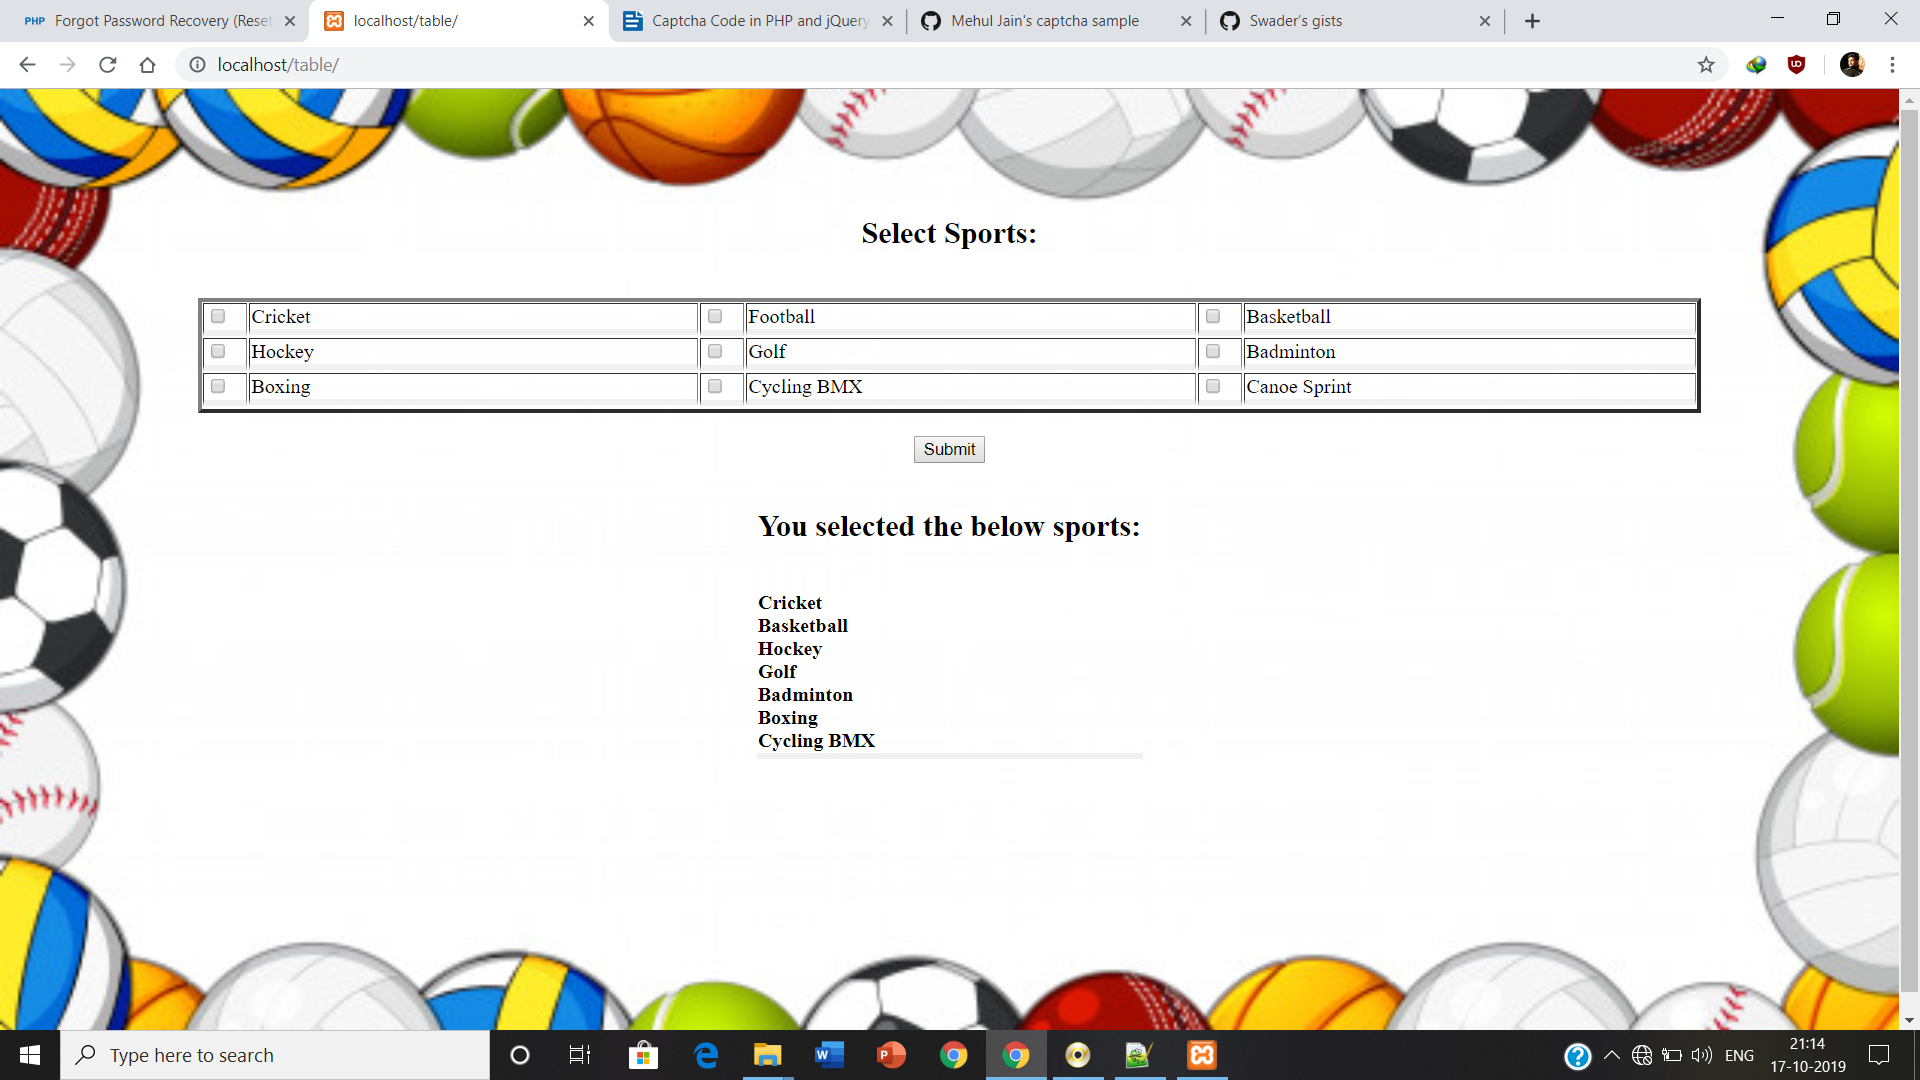 PHP Forgot Password Recovery (Reset
localhost/table/
Captcha Code in PHP and jQuery
Mehul Jain's captcha sample
Swader's gists
localhost/table/
Select Sports:
Cricket Football Basketball
Hockey Golf Badminton
Boxing Cycling BMX Canoe Sprint
Submit
You selected the below sports:
Cricket
Basketball
Hockey
Golf
Badminton
Boxing
Cycling BMX
Type here to search
ENG
21:14
17-10-2019